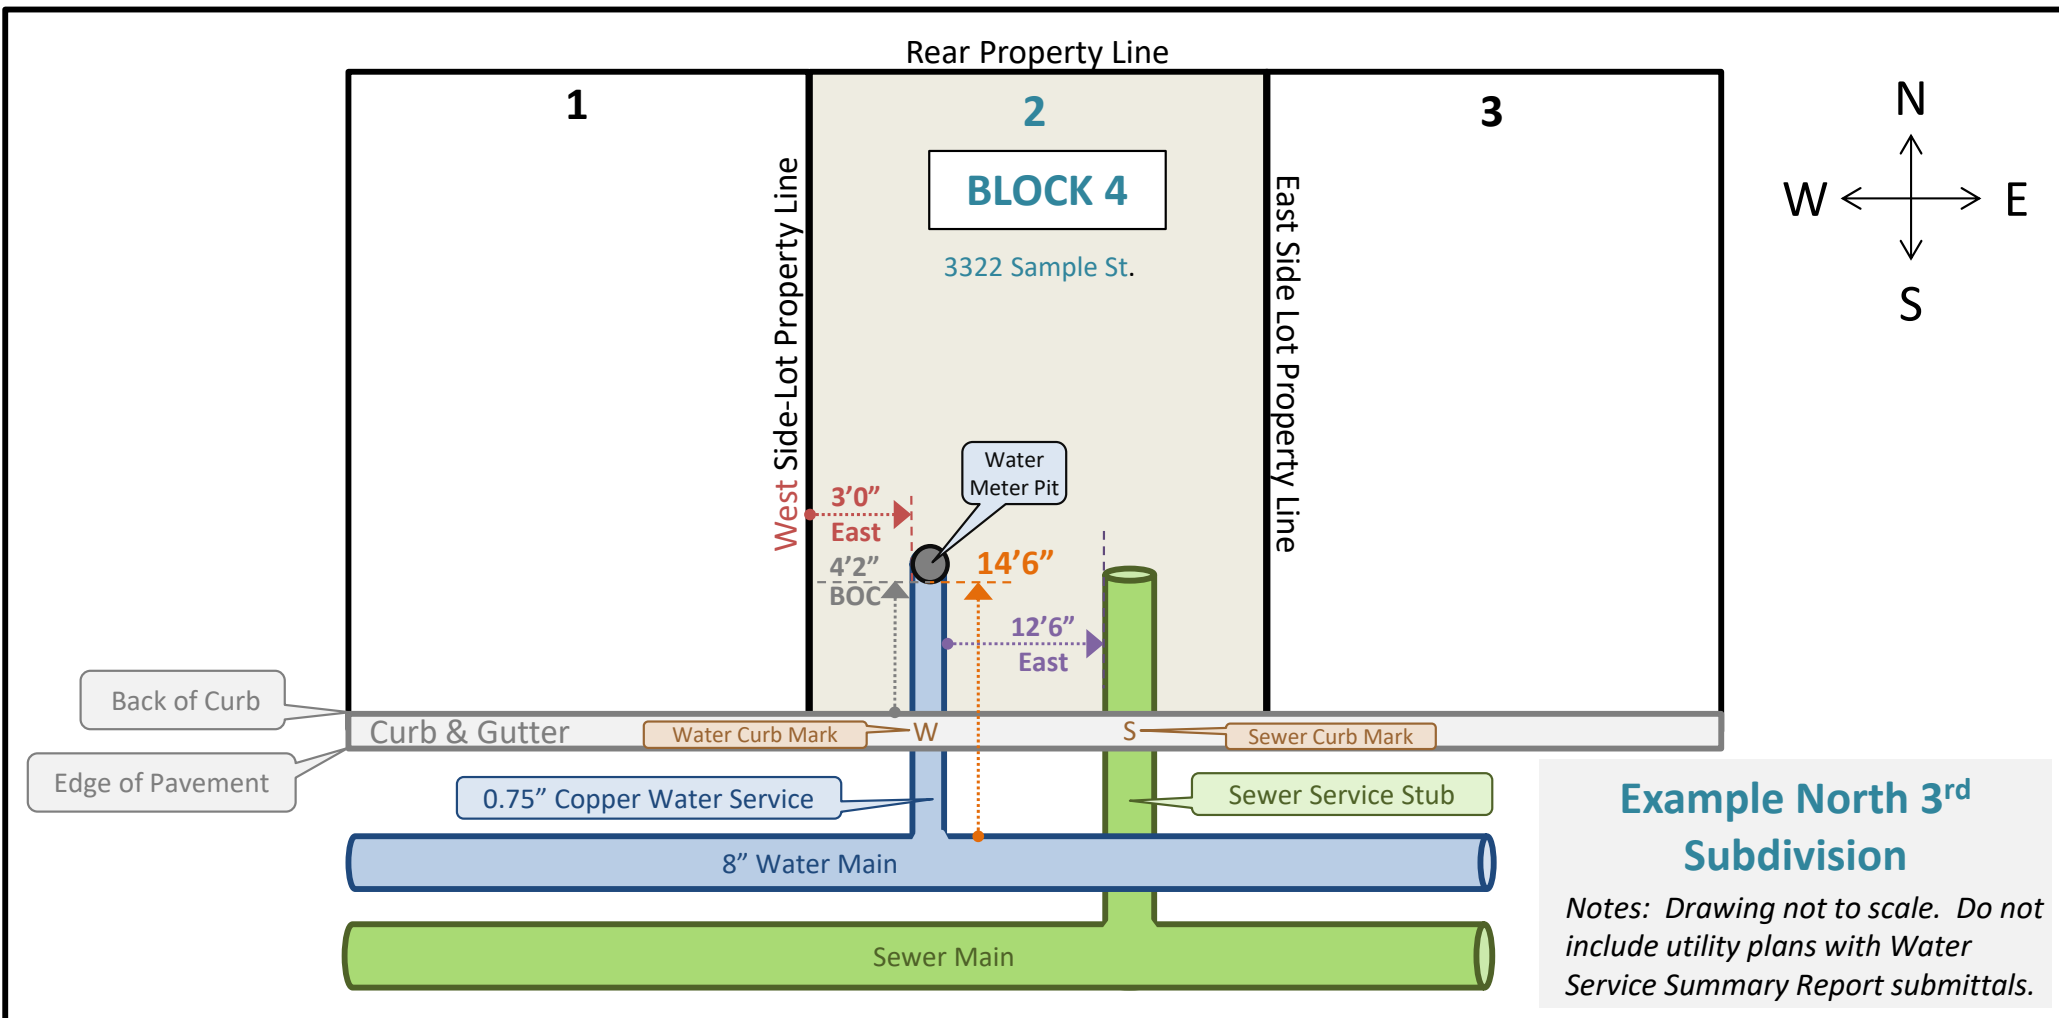 Rear Property Line
1
2
3
BLOCK 4
3322 Sample St.
West Side-Lot Property Line
East Side Lot Property Line
N
W
E
S
Water
Meter Pit
3’0”
East
4’2”
BOC
14’6”
12’6”
East
Back of Curb
Curb & Gutter
Water Curb Mark
W
S
Sewer Curb Mark
Edge of Pavement
0.75” Copper Water Service
Sewer Service Stub
8” Water Main
Sewer Main
Example North 3rd
Subdivision
Notes: Drawing not to scale. Do not
include utility plans with Water
Service Summary Report submittals.